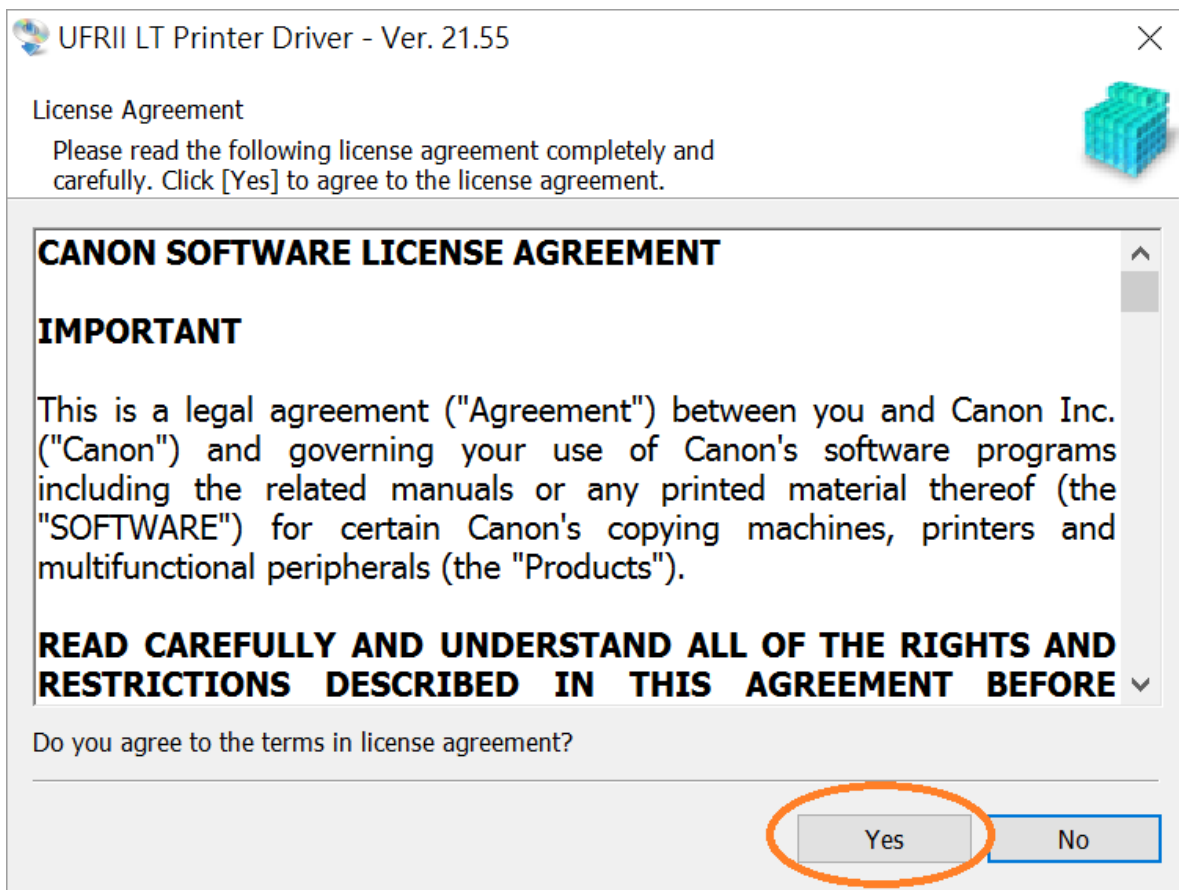 UFRII LT Printer Driver - Ver. 21.55
License Agreement
Please read the following license agreement completely and
carefully. Click [Yes] to agree to the license agreement.
CANON SOFTWARE LICENSE AGREEMENT
IMPORTANT
This is a legal agreement ("Agreement") between you and Canon Inc.
("Canon") and governing your use of Canon's software programs
including the related manuals or any printed material thereof (the
"SOFTWARE") for certain Canon's copying machines, printers and
multifunctional peripherals (the "Products").
READ CAREFULLY AND UNDERSTAND ALL OF THE RIGHTS AND
RESTRICTIONS DESCRIBED IN THIS AGREEMENT BEFORE
Do you agree to the terms in license agreement?
Yes No